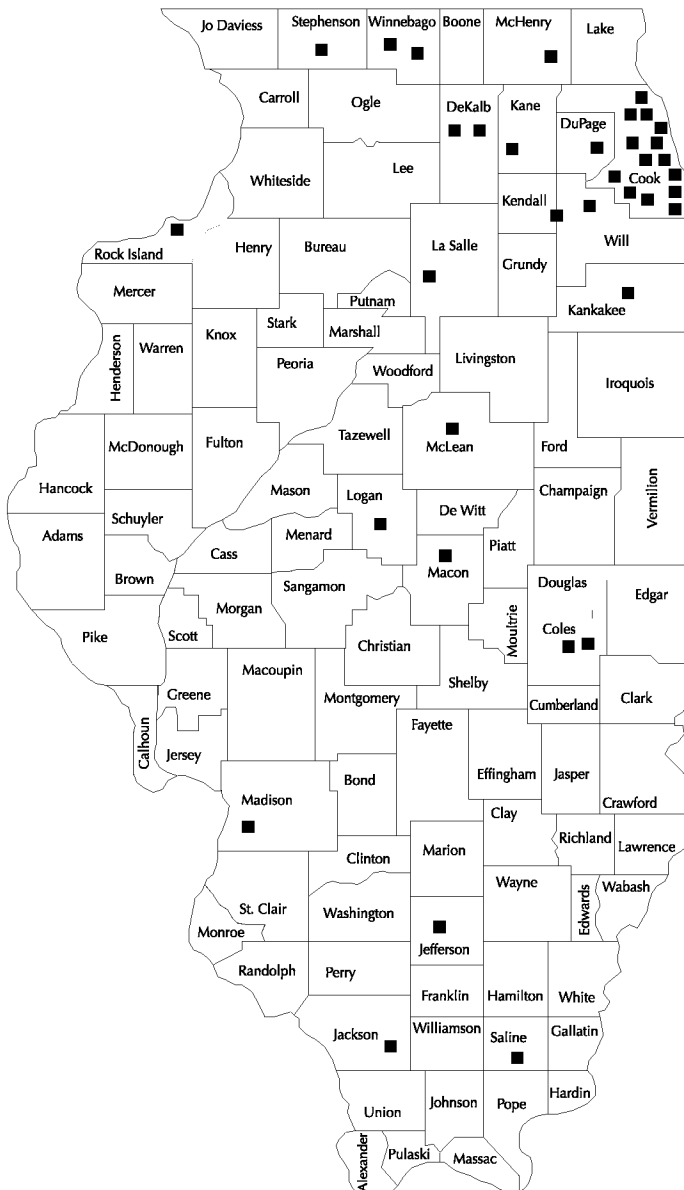 Jo Daviess
Stephenson
Winnebago
Boone
McHenry
Lake
Carroll
Ogle
DeKalb
Kane
DuPage
Cook
Whiteside
Lee
Kendall
Rock Island
Henry
Bureau
La Salle
Will
Grundy
Mercer
Putnam
Kankakee
Henderson
Warren
Knox
Stark
Marshall
Peoria
Woodford
Livingston
Iroquois
McDonough
Fulton
Tazewell
McLean
Ford
Hancock
Mason
Logan
Champaign
Vermilion
Schuyler
Adams
Menard
De Witt
Piatt
Cass
Brown
Sangamon
Macon
Douglas
Edgar
Morgan
Pike
Scott
Christian
Moultrie
Coles
Macoupin
Shelby
Greene
Montgomery
Cumberland
Clark
Calhoun
Jersey
Fayette
Bond
Effingham
Jasper
Madison
Crawford
Clay
Clinton
Marion
Richland
Lawrence
Wayne
Edwards
Wabash
St. Clair
Washington
Monroe
Jefferson
Randolph
Perry
Franklin
Hamilton
White
Jackson
Williamson
Saline
Gallatin
Union
Johnson
Pope
Hardin
Alexander
Pulaski
Massac